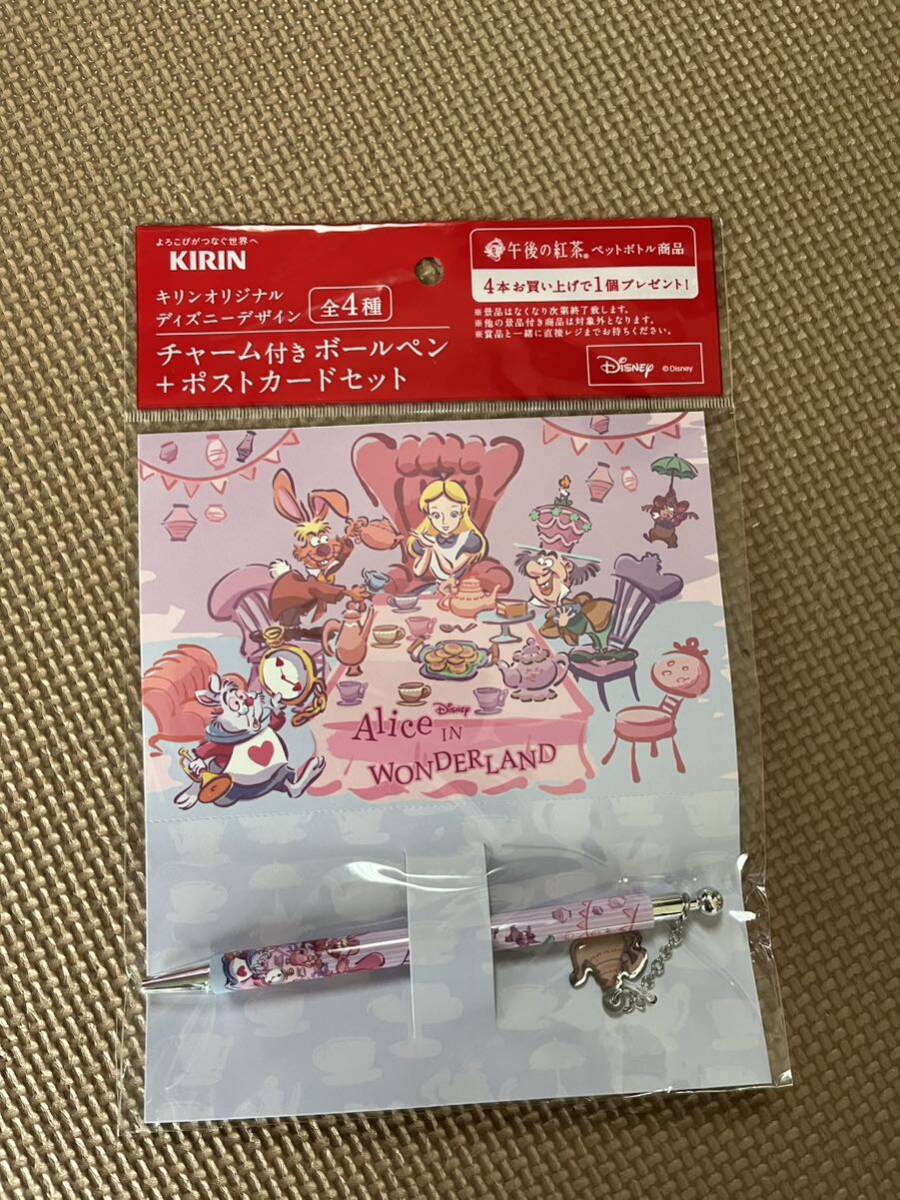 よろこびがつなぐ世界へ
KIRIN
キリンオリジナル
ディズニーデザイン
全4種
チャーム付き ボールペン
+ポストカードセット
午後の紅茶® ペットボトル商品
4本お買い上げで1個プレゼント!
※景品はなくなり次第終了致します。
※他の景品付き商品は対象外となります。
※賞品と一緒に直接レジまでお持ちください。
Disney
©Disney
Disney
Alice IN
WONDERLAND